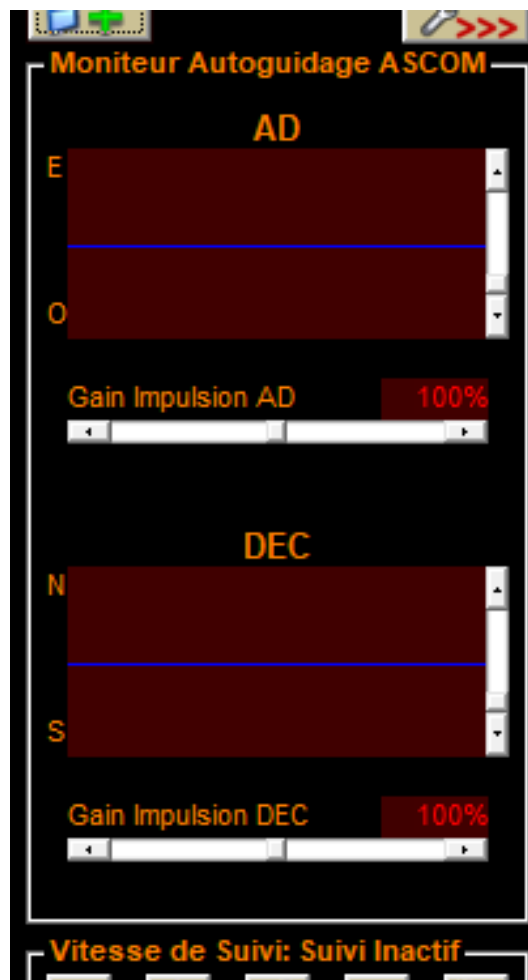 >>>
Moniteur Autoguidage ASCOM
AD
E
O
Gain Impulsion AD 100%
DEC
N
S
Gain Impulsion DEC 100%
Vitesse de Suivi: Suivi Inactif